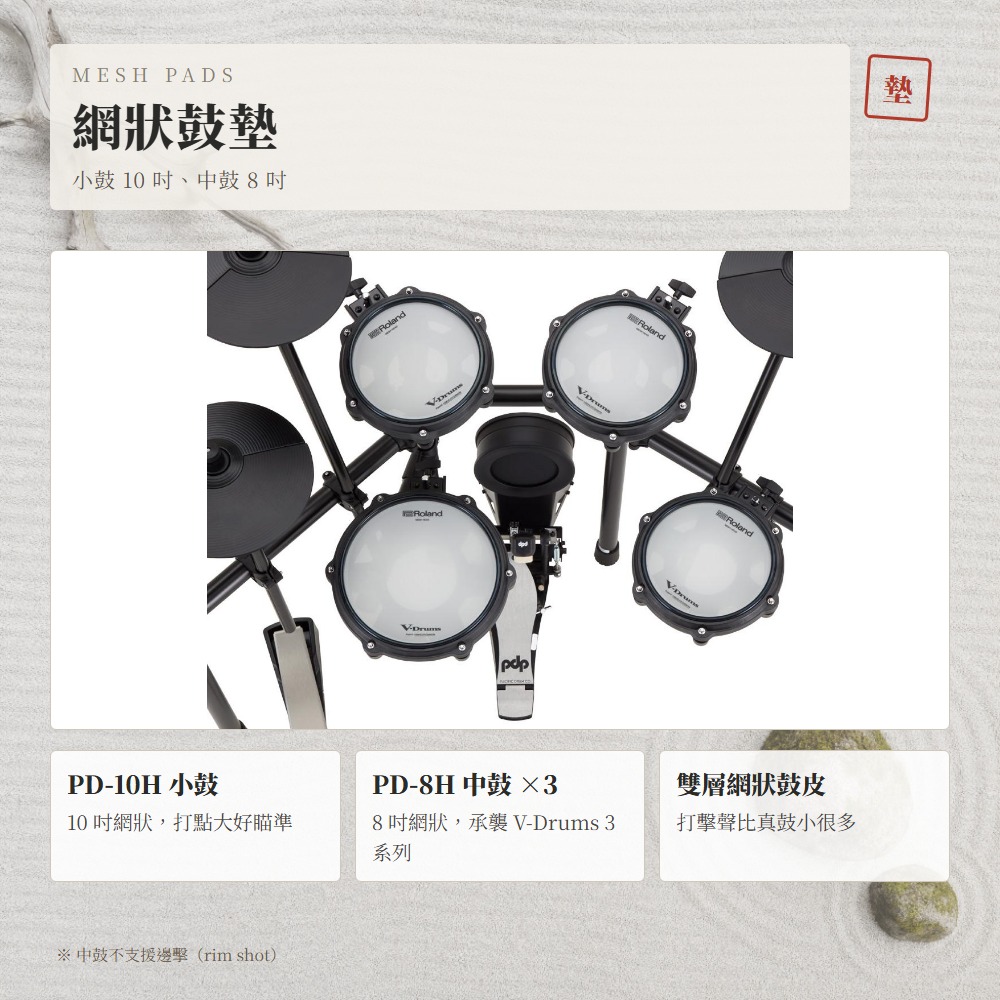 MESH PADS
網狀鼓墊
小鼓 10 吋、中鼓 8 吋
墊
Roland
Roland
V-Drums
V-Drums
Roland
Roland
V-Drums
V-Drums
pdp
PD-10H 小鼓
10 吋網狀，打點大好瞄準
PD-8H 中鼓 ×3
8 吋網狀，承襲 V-Drums 3
系列
雙層網狀鼓皮
打擊聲比真鼓小很多
※ 中鼓不支援邊擊（rim shot）